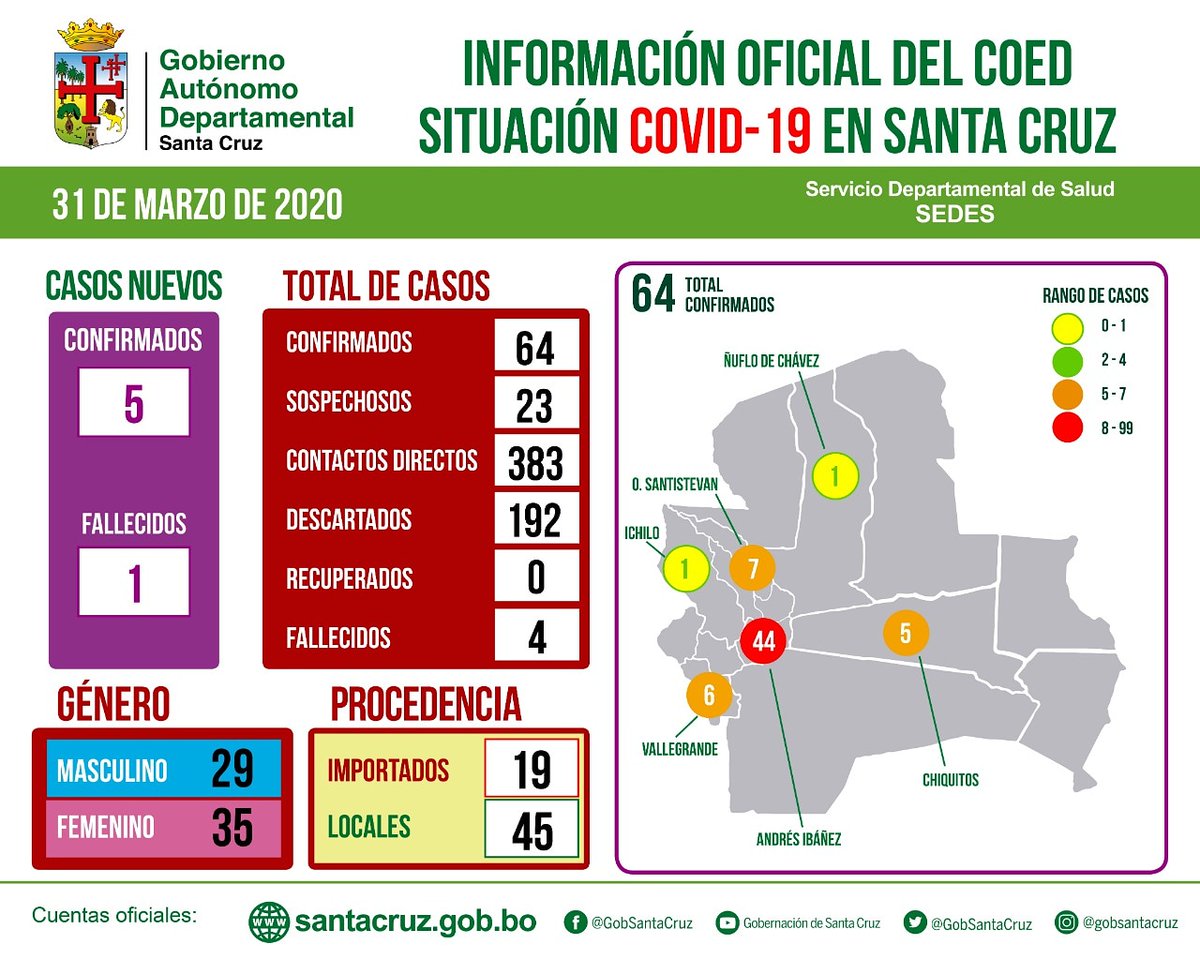 Gobierno
Autónomo
Departamental
Santa Cruz
INFORMACIÓN OFICIAL DEL COED
SITUACIÓN COVID-19 EN SANTA CRUZ
31 DE MARZO DE 2020
Servicio Departamental de Salud
SEDES
CASOS NUEVOS
CONFIRMADOS
5
FALLECIDOS
1
TOTAL DE CASOS
CONFIRMADOS 64
SOSPECHOSOS 23
CONTACTOS DIRECTOS 383
DESCARTADOS 192
RECUPERADOS 0
FALLECIDOS 4
GÉNERO
MASCULINO 29
FEMENINO 35
PROCEDENCIA
IMPORTADOS 19
LOCALES 45
64 TOTAL
CONFIRMADOS
RANGO DE CASOS
0 - 1
2 - 4
5 - 7
8 - 99
ÑUFLO DE CHÁVEZ
1
O. SANTISTEVAN
7
ICHILO
1
44
5
6
VALLEGRANDE
CHIQUITOS
ANDRÉS IBÁÑEZ
Cuentas oficiales:
WWW
santacruz.gob.bo
@GobSantaCruz
Gobernación de Santa Cruz
@GobSantaCruz
@gobsantacruz